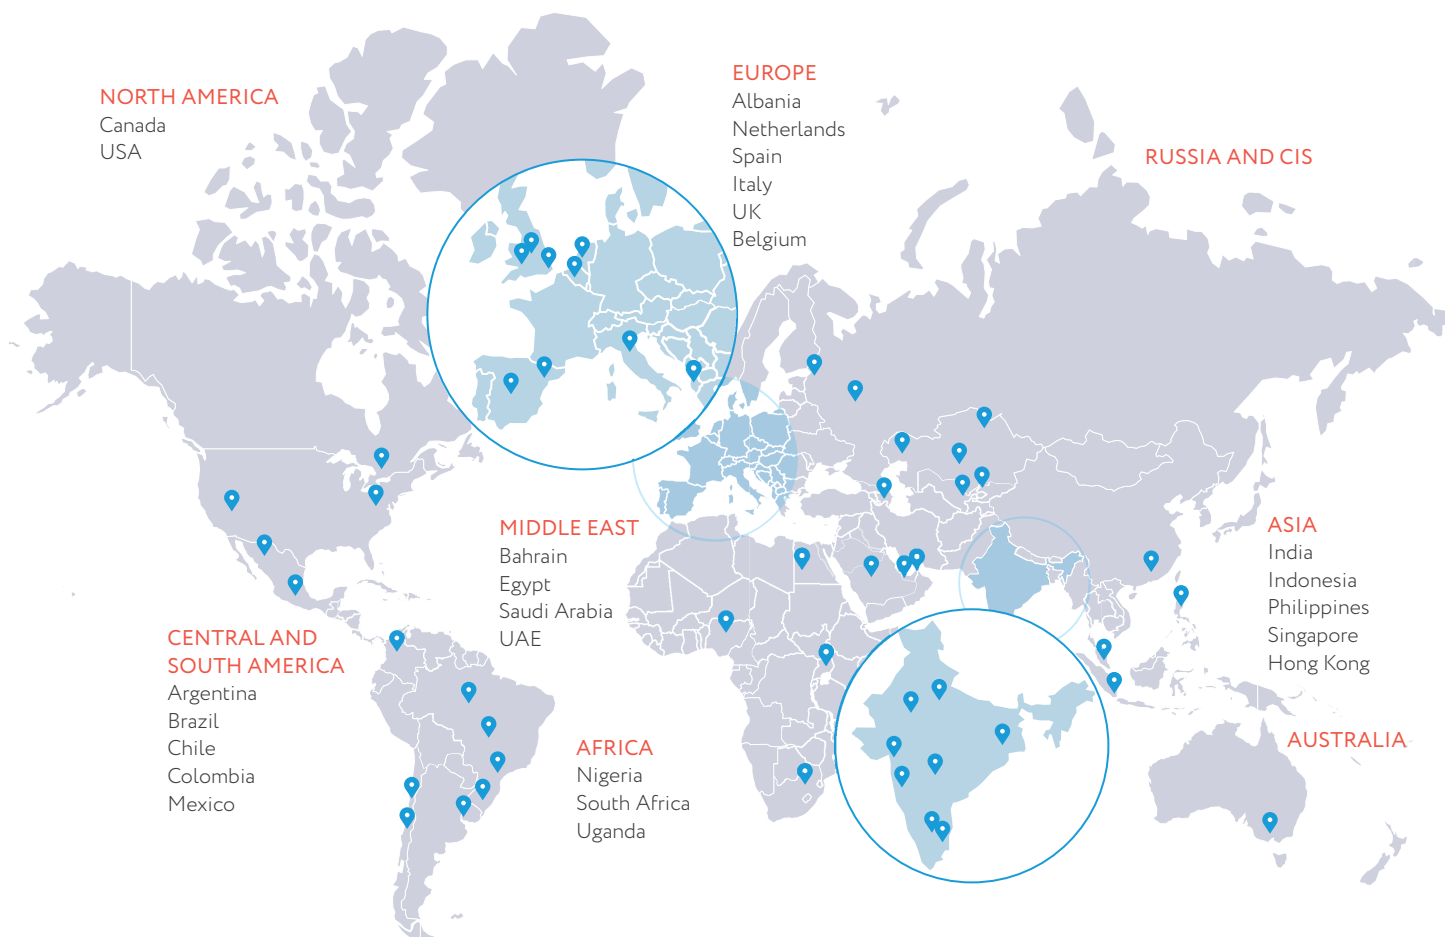 NORTH AMERICA
Canada
USA
EUROPE
Albania
Netherlands
Spain
Italy
UK
Belgium
RUSSIA AND CIS
MIDDLE EAST
Bahrain
Egypt
Saudi Arabia
UAE
ASIA
India
Indonesia
Philippines
Singapore
Hong Kong
CENTRAL AND
SOUTH AMERICA
Argentina
Brazil
Chile
Colombia
Mexico
AFRICA
Nigeria
South Africa
Uganda
AUSTRALIA